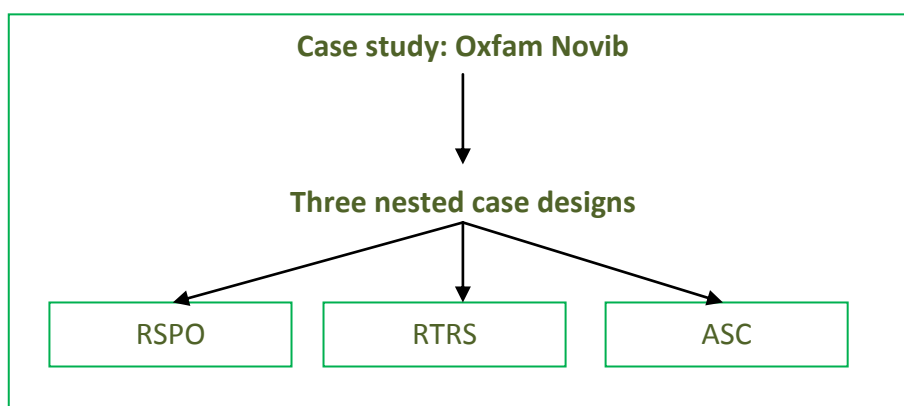 Case study: Oxfam Novib
Three nested case designs
RSPO
RTRS
ASC